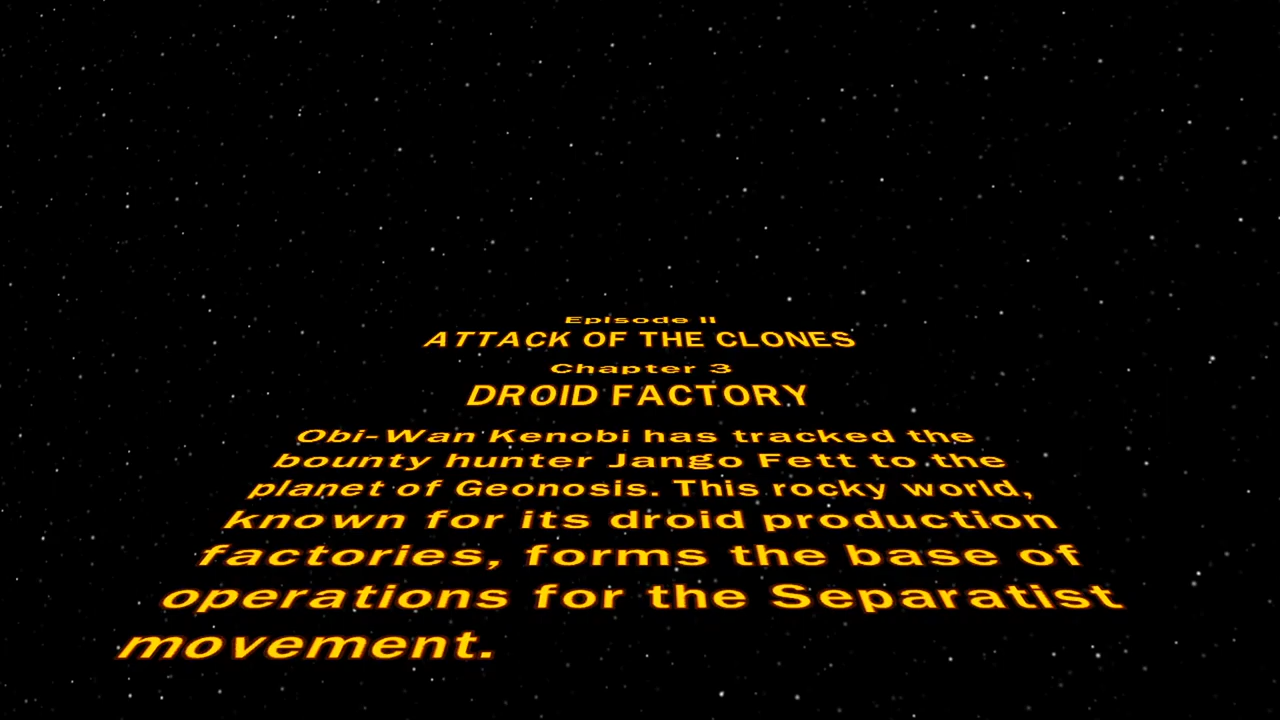 Episode II
ATTACK OF THE CLONES
Chapter 3
DROID FACTORY
Obi-Wan Kenobi has tracked the
bounty hunter Jango Fett to the
planet of Geonosis. This rocky world,
known for its droid production
factories, forms the base of
operations for the Separatist
movement.